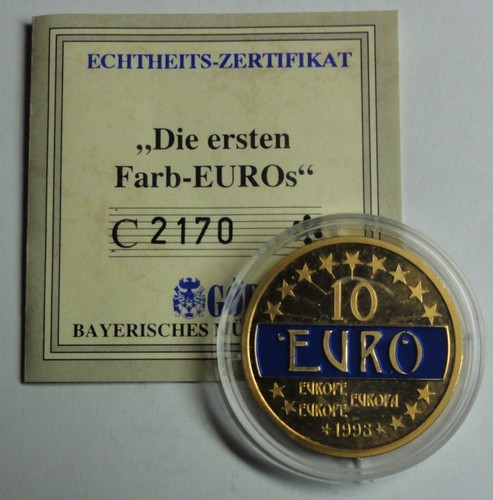 ECHTHEITS-ZERTIFIKAT
„Die ersten
Farb-EUROs“
C 2170
BAYERISCHES
10
EURO
EUROPE
EUROPA
EUROPE
1998